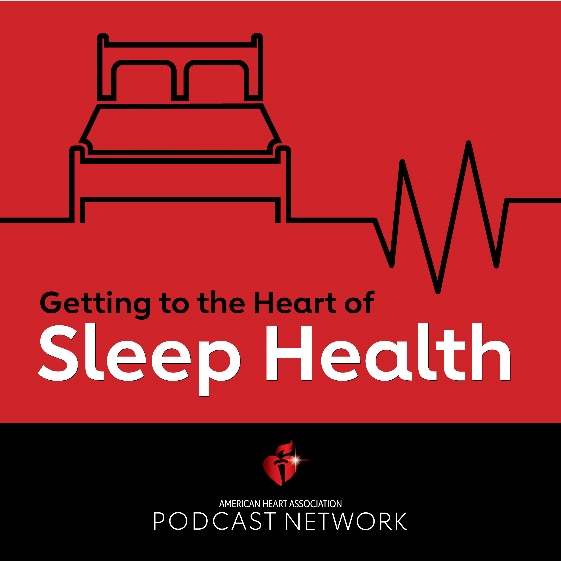 Getting to the Heart of
Sleep Health
AMERICAN HEART ASSOCIATION
PODCAST NETWORK